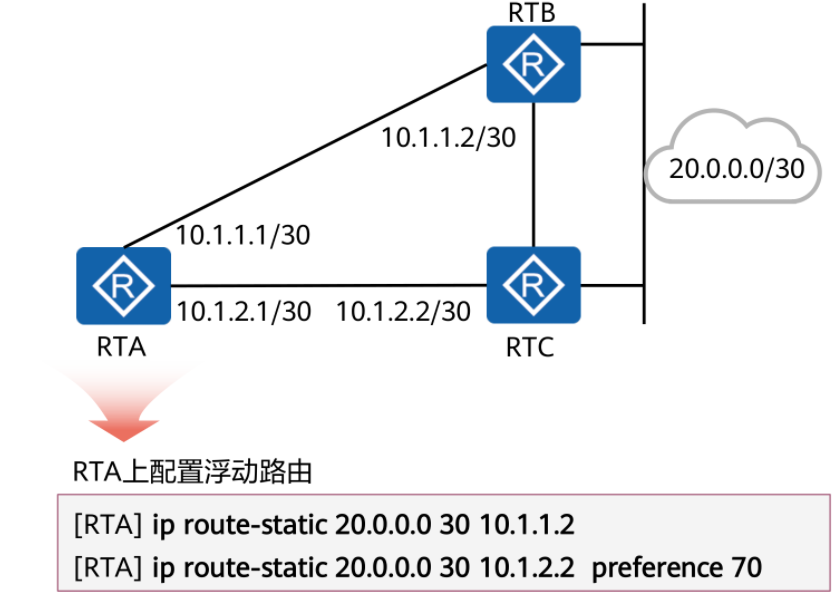 RTB
R
10.1.1.2/30
20.0.0.0/30
10.1.1.1/30
R
R
10.1.2.1/30 10.1.2.2/30
RTA
RTC
RTA上配置浮动路由
[RTA] ip route-static 20.0.0.0 30 10.1.1.2
[RTA] ip route-static 20.0.0.0 30 10.1.2.2 preference 70